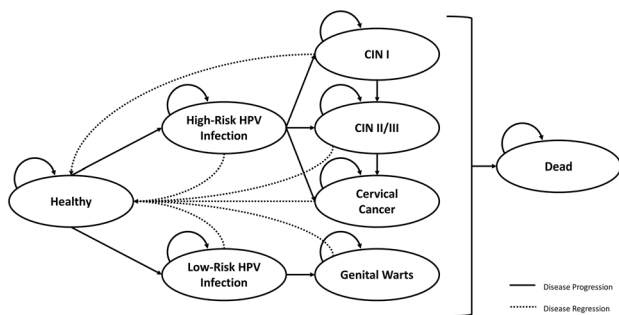 CIN I
High-Risk HPV
Infection
CIN II/III
Dead
Healthy
Cervical
Cancer
Low-Risk HPV
Infection
Genital Warts
Disease Progression
Disease Regression